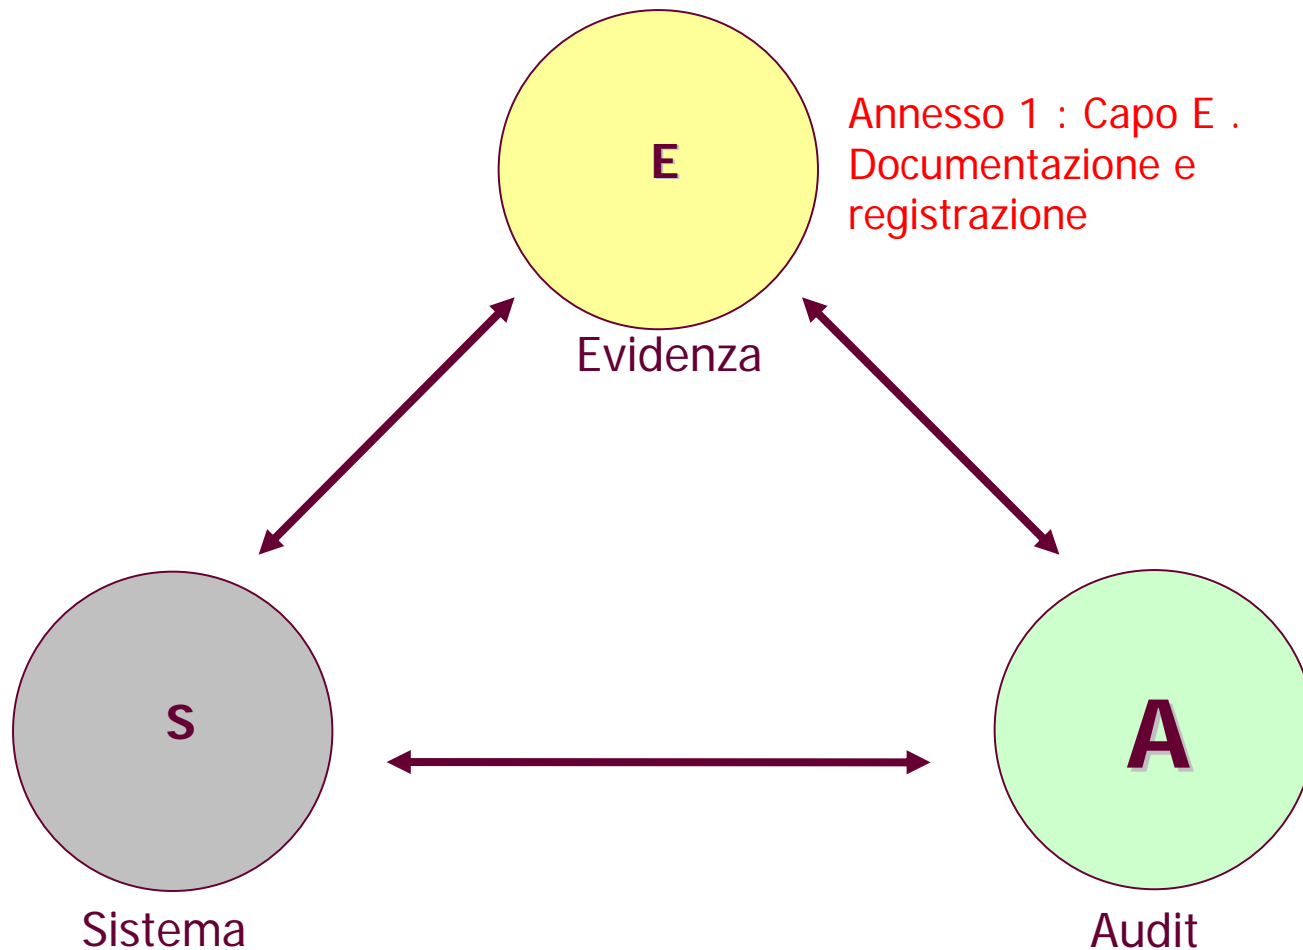 E
Annesso 1 : Capo E .
Documentazione e
registrazione
Evidenza
S
A
Sistema
Audit